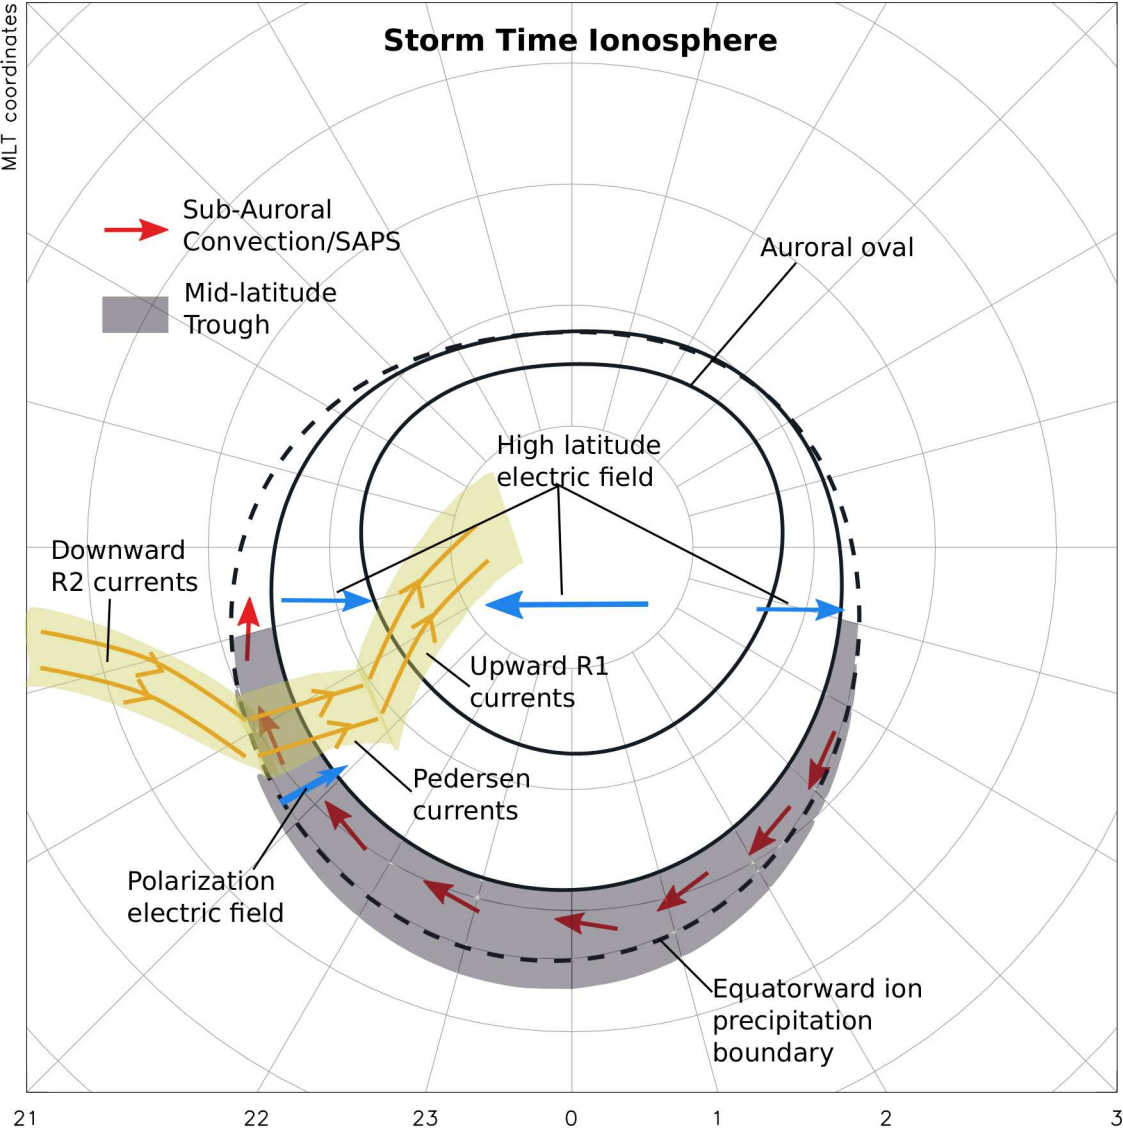 Storm Time Ionosphere
MLT coordinates
Sub-Auroral
Convection/SAPS
Mid-latitude
Trough
Auroral oval
High latitude
electric field
Downward
R2 currents
Upward R1
currents
Pedersen
currents
Polarization
electric field
Equatorward ion
precipitation
boundary
21 22 23 0 1 2 3